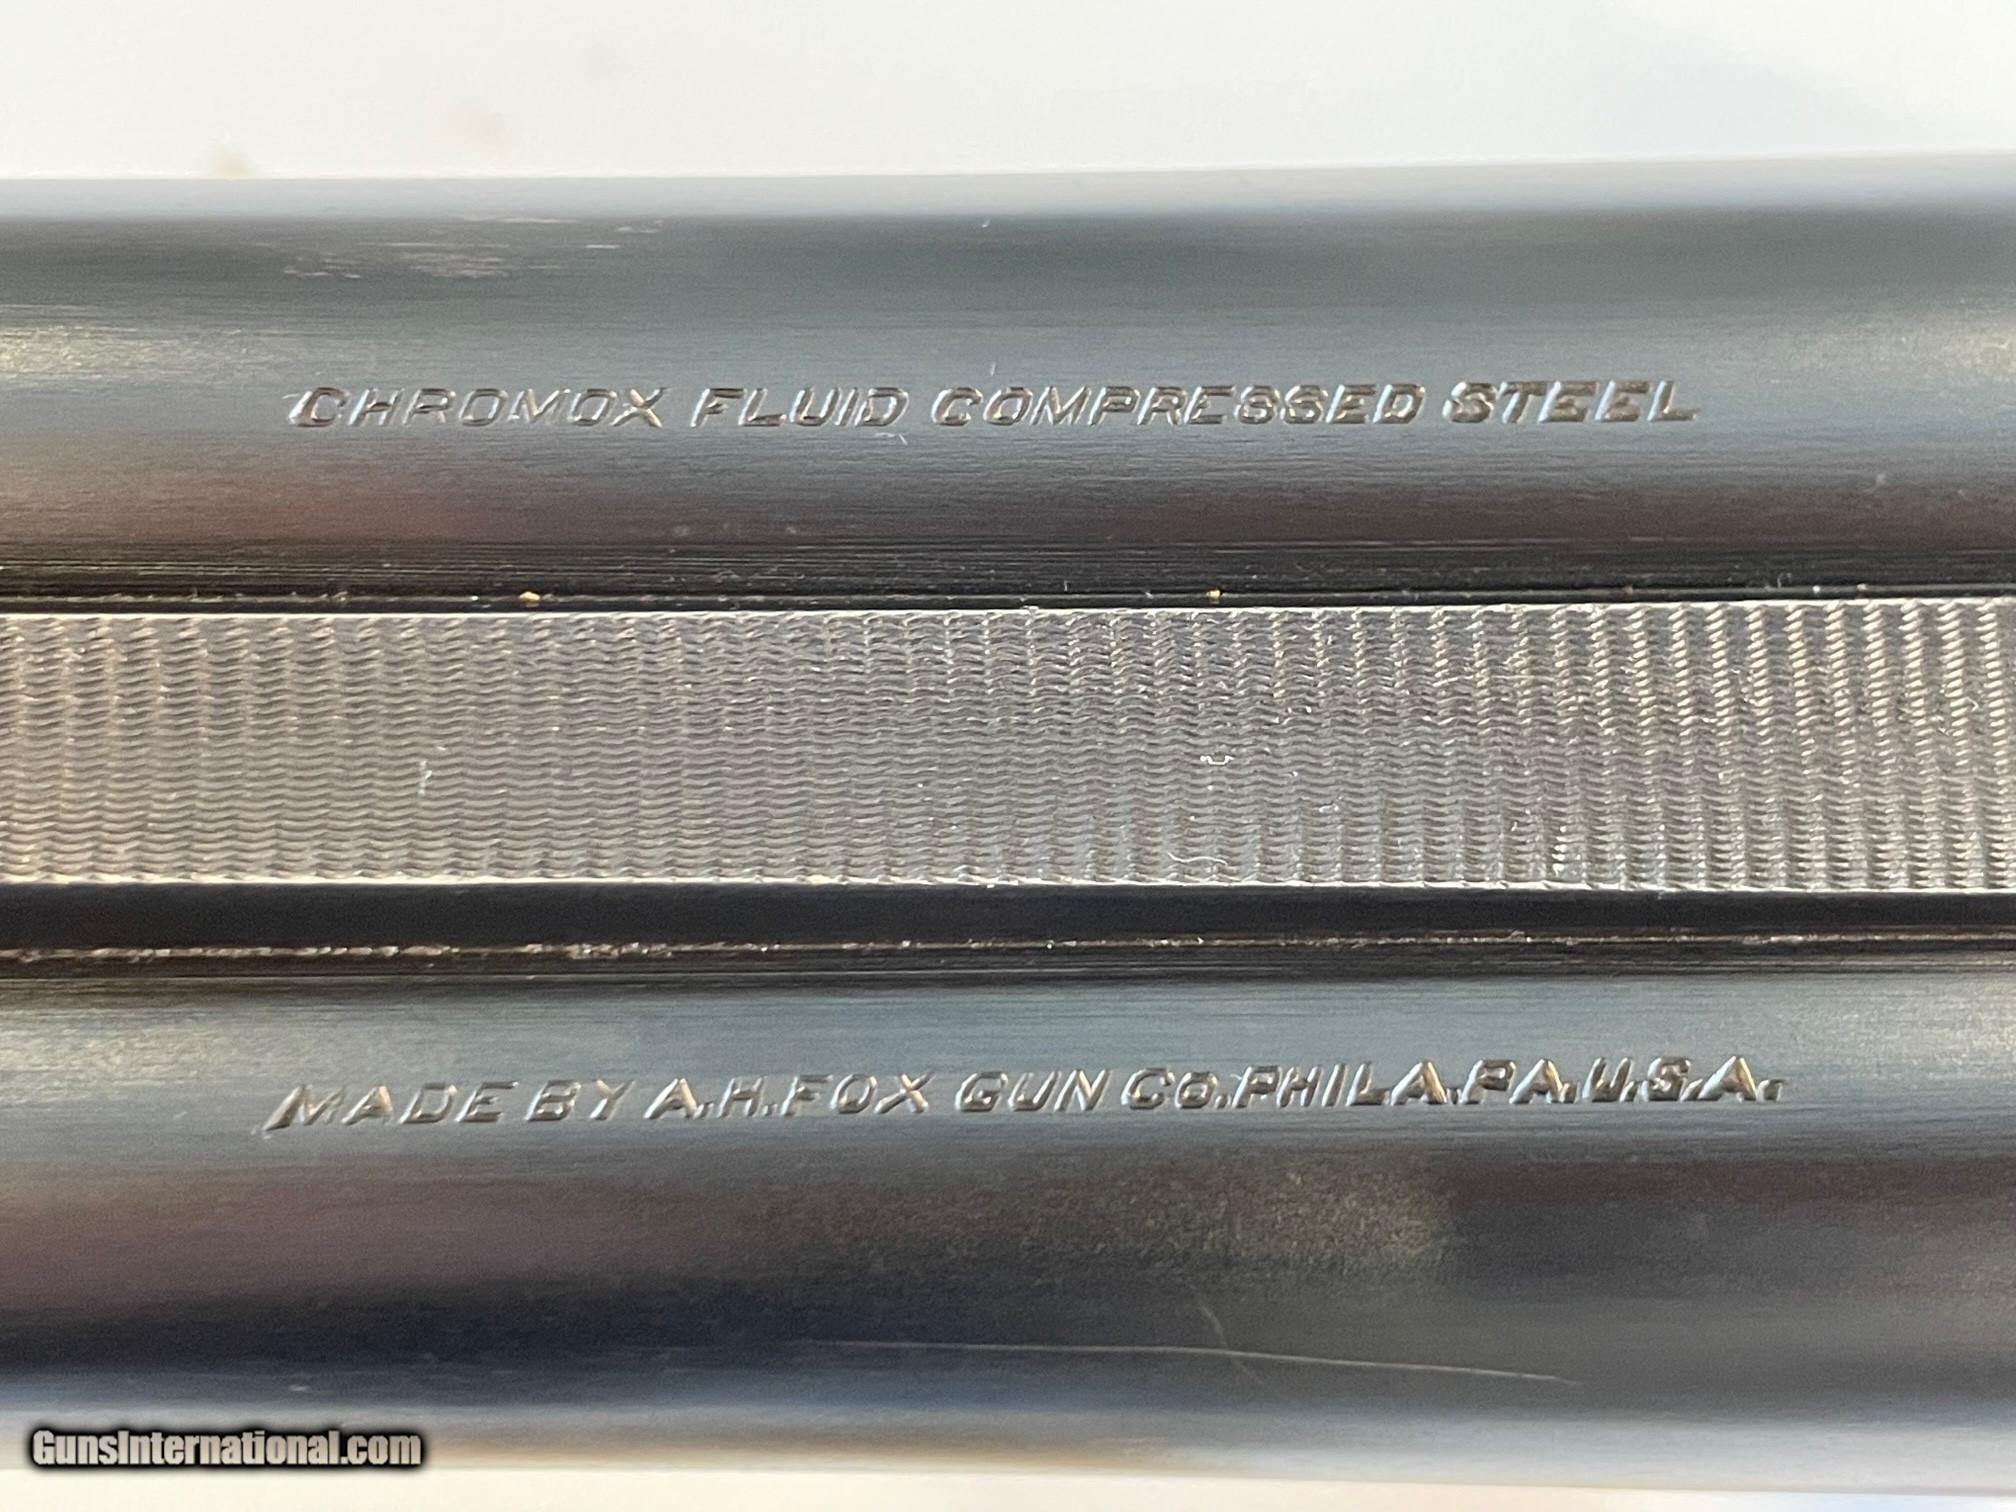 CHROMOX FLUID COMPRESSED STEEL
MADE BY A.H.FOX GUN CO.PHILA.PA.U.S.A.
GunsInternational.com